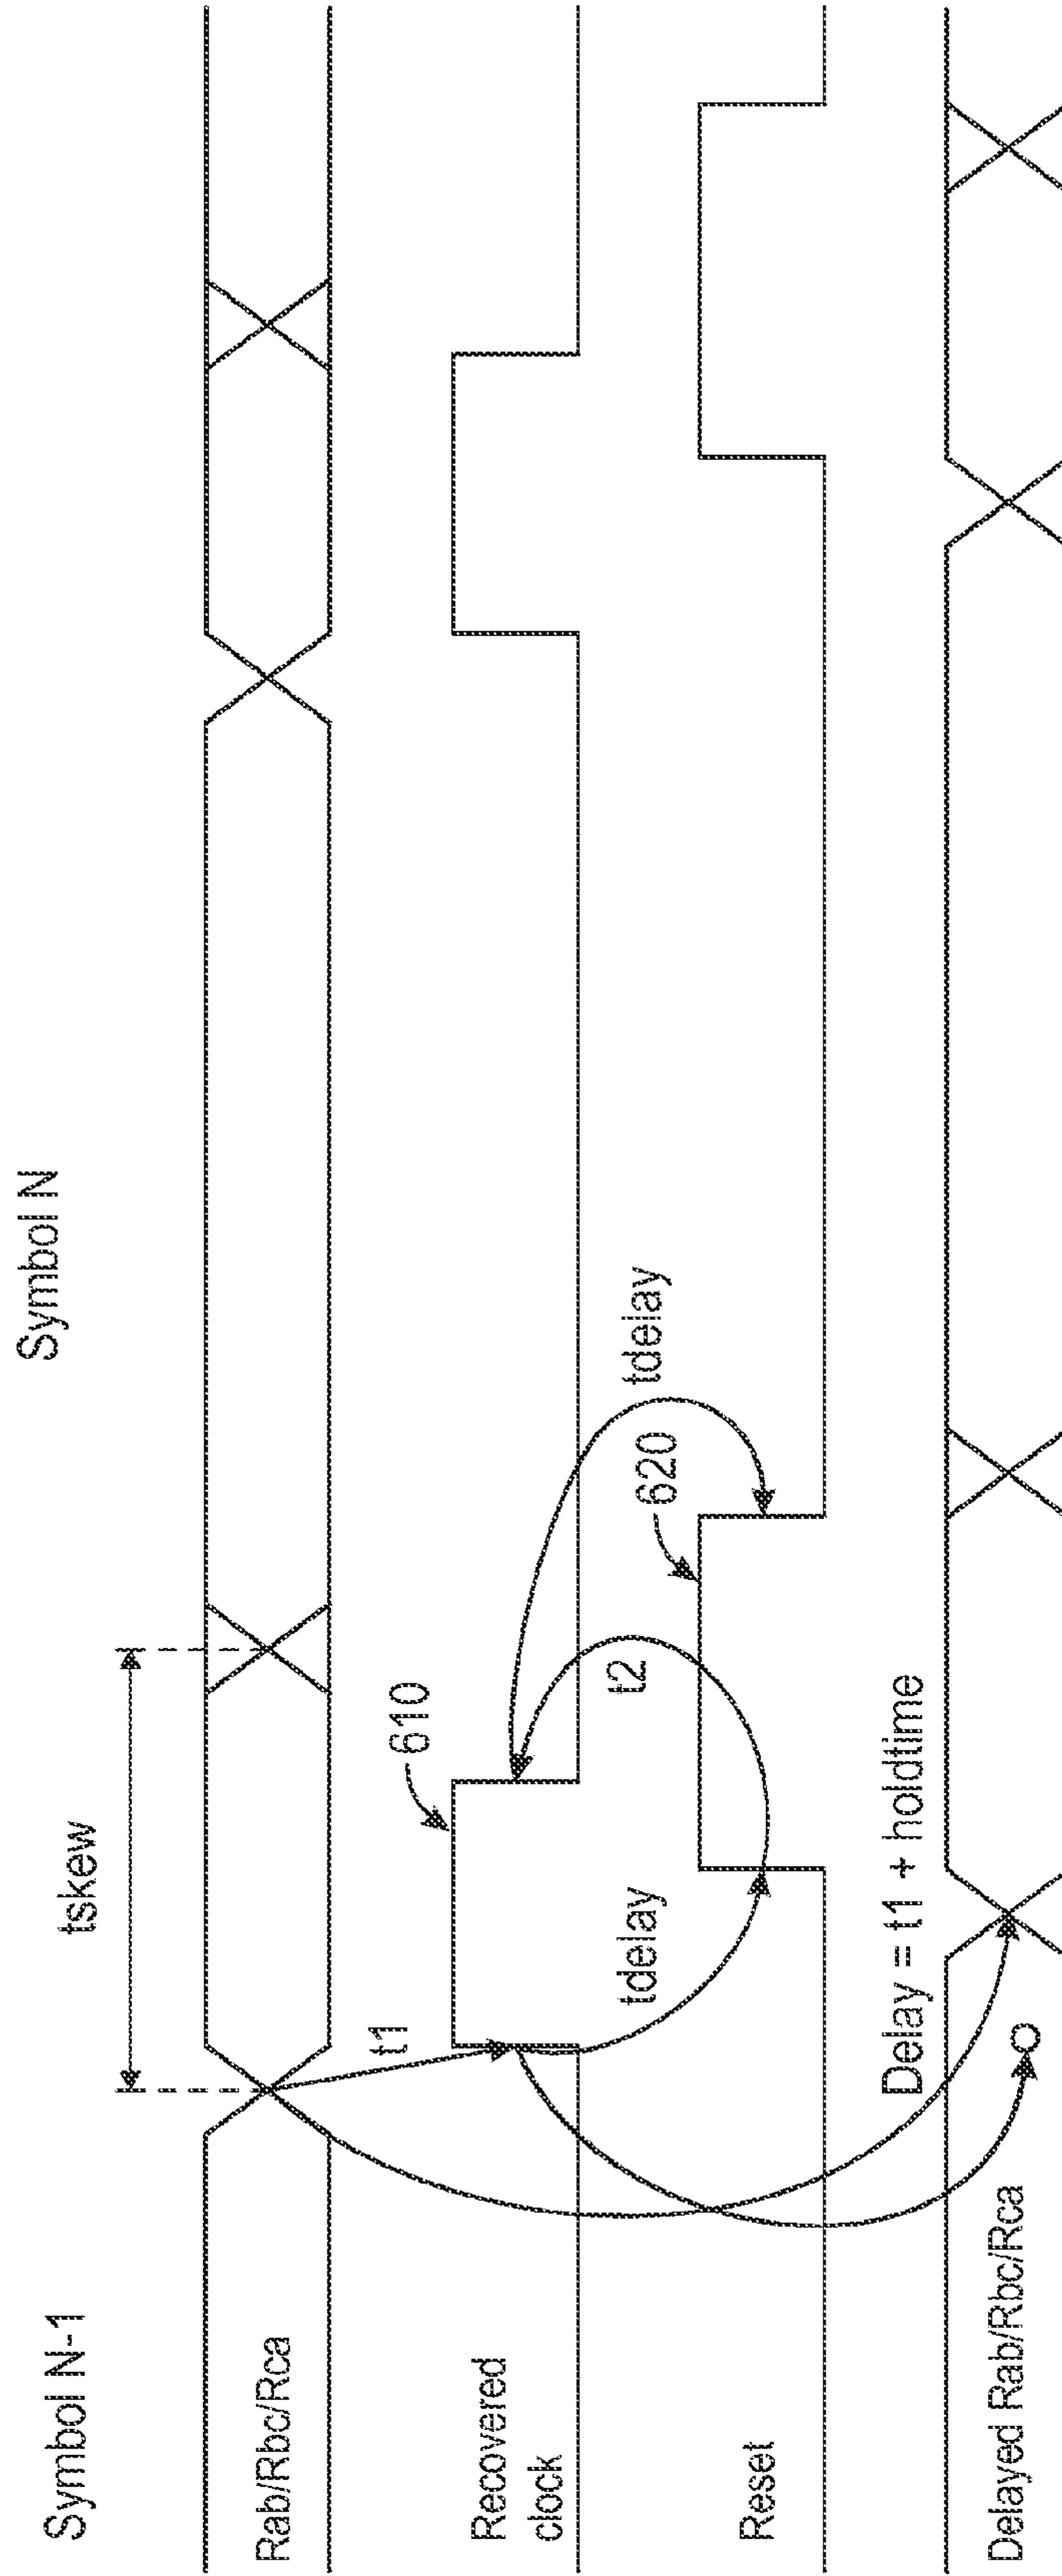 Symbol N-1
Symbol N
tskew
Rab/Rbc/Rca
t1
610
Recovered
clock
tdelay
t2
620
tdelay
Reset
Delay = t1 + holdtime
Delayed Rab/Rbc/Rca